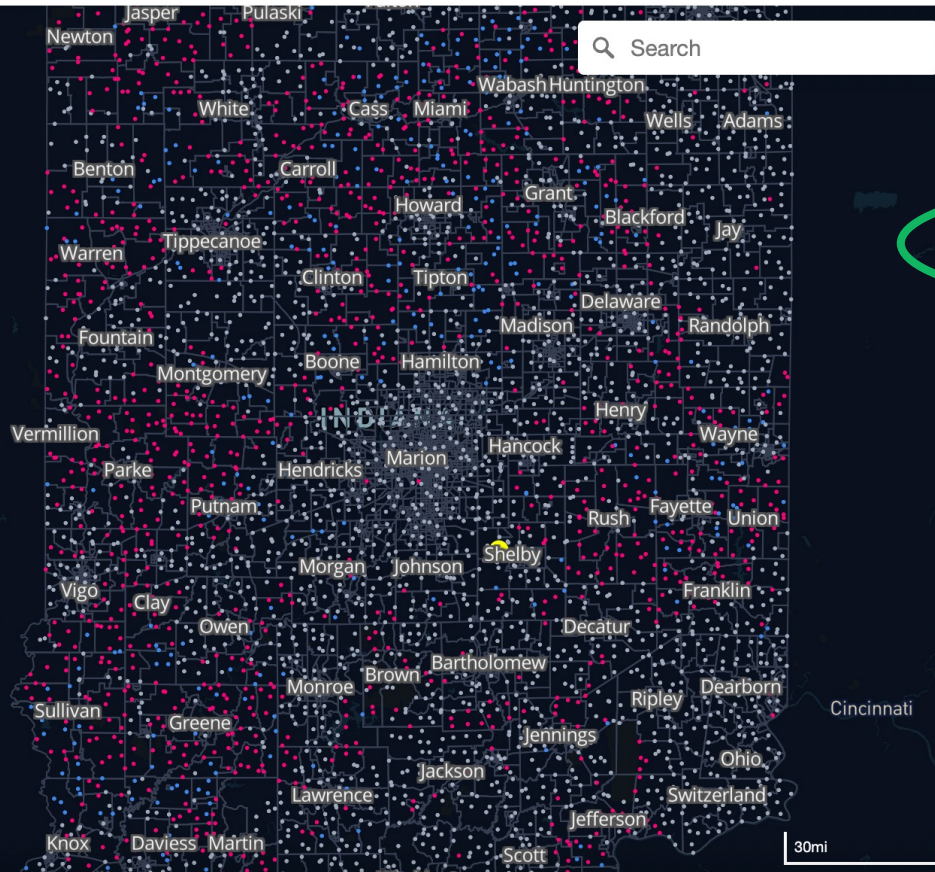 Jasper
Pulaski
Newton
Search
Wabash Huntington
White
Cass
Miami
Wells
Adams
Benton
Carroll
Grant
Howard
Blackford
Jay
Tippecanoe
Warren
Clinton
Tipton
Delaware
Madison
Randolph
Fountain
Boone
Hamilton
Montgomery
Henry
Vermillion
Wayne
Hancock
Marion
Parke
Hendricks
Putnam
Fayette
Rush
Union
Shelby
Morgan
Johnson
Vigo
Franklin
Clay
Owen
Decatur
Bartholomew
Brown
Monroe
Dearborn
Ripley
Sullivan
Cincinnati
Greene
Jennings
Ohio
Jackson
Lawrence
Switzerland
Jefferson
Knox
Daviess
Martin
30mi
Scott